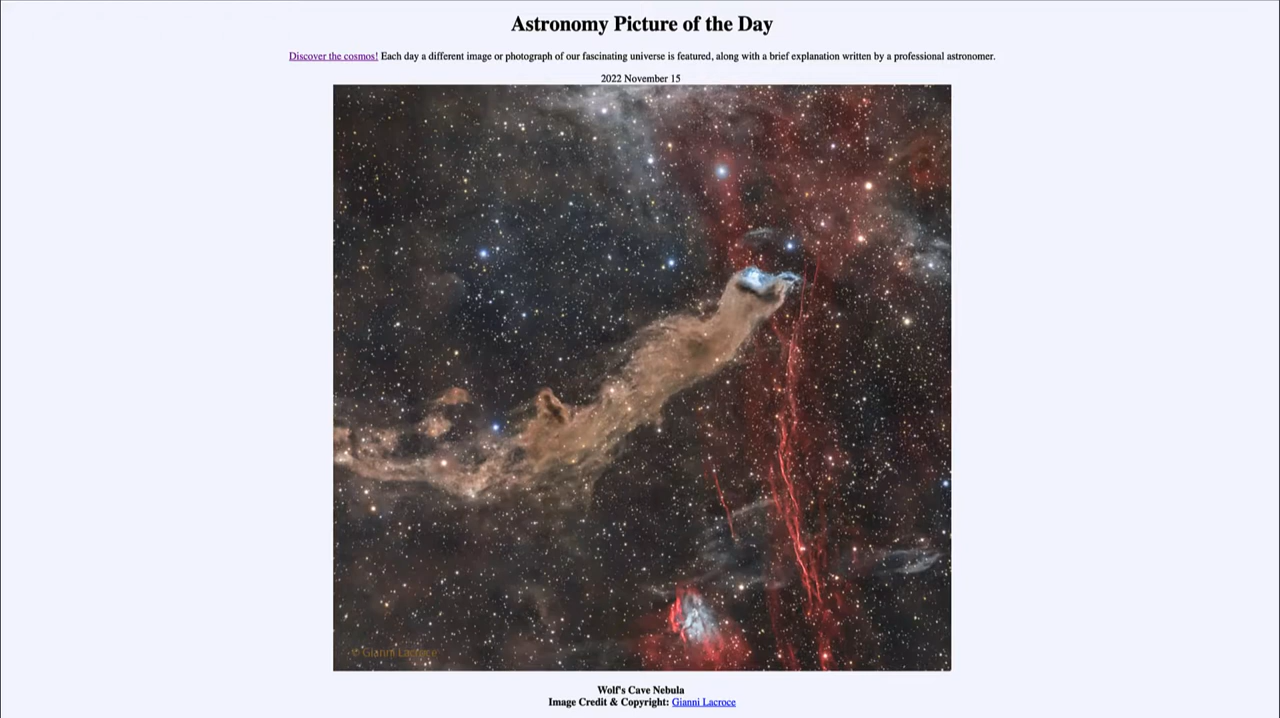 Astronomy Picture of the Day
Discover the cosmos! Each day a different image or photograph of our fascinating universe is featured, along with a brief explanation written by a professional astronomer.
2022 November 15
© Gianni Lacroce
Wolf's Cave Nebula
Image Credit & Copyright: Gianni Lacroce